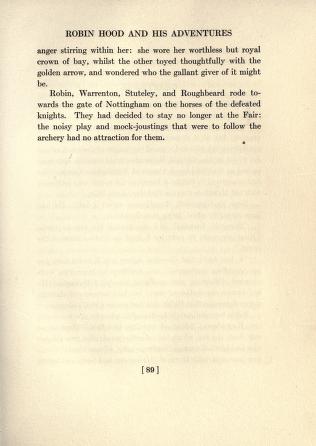 ROBIN HOOD AND HIS ADVENTURES
anger stirring within her: she wore her worthless but royal
crown of bay, whilst the other toyed thoughtfully with the
golden arrow, and wondered who the gallant giver of it might
be.
Robin, Warrenton, Stuteley, and Roughbeard rode to-
wards the gate of Nottingham on the horses of the defeated
knights. They had decided to stay no longer at the Fair:
the noisy play and mock-joustings that were to follow the
archery had no attraction for them.
[ 89 ]